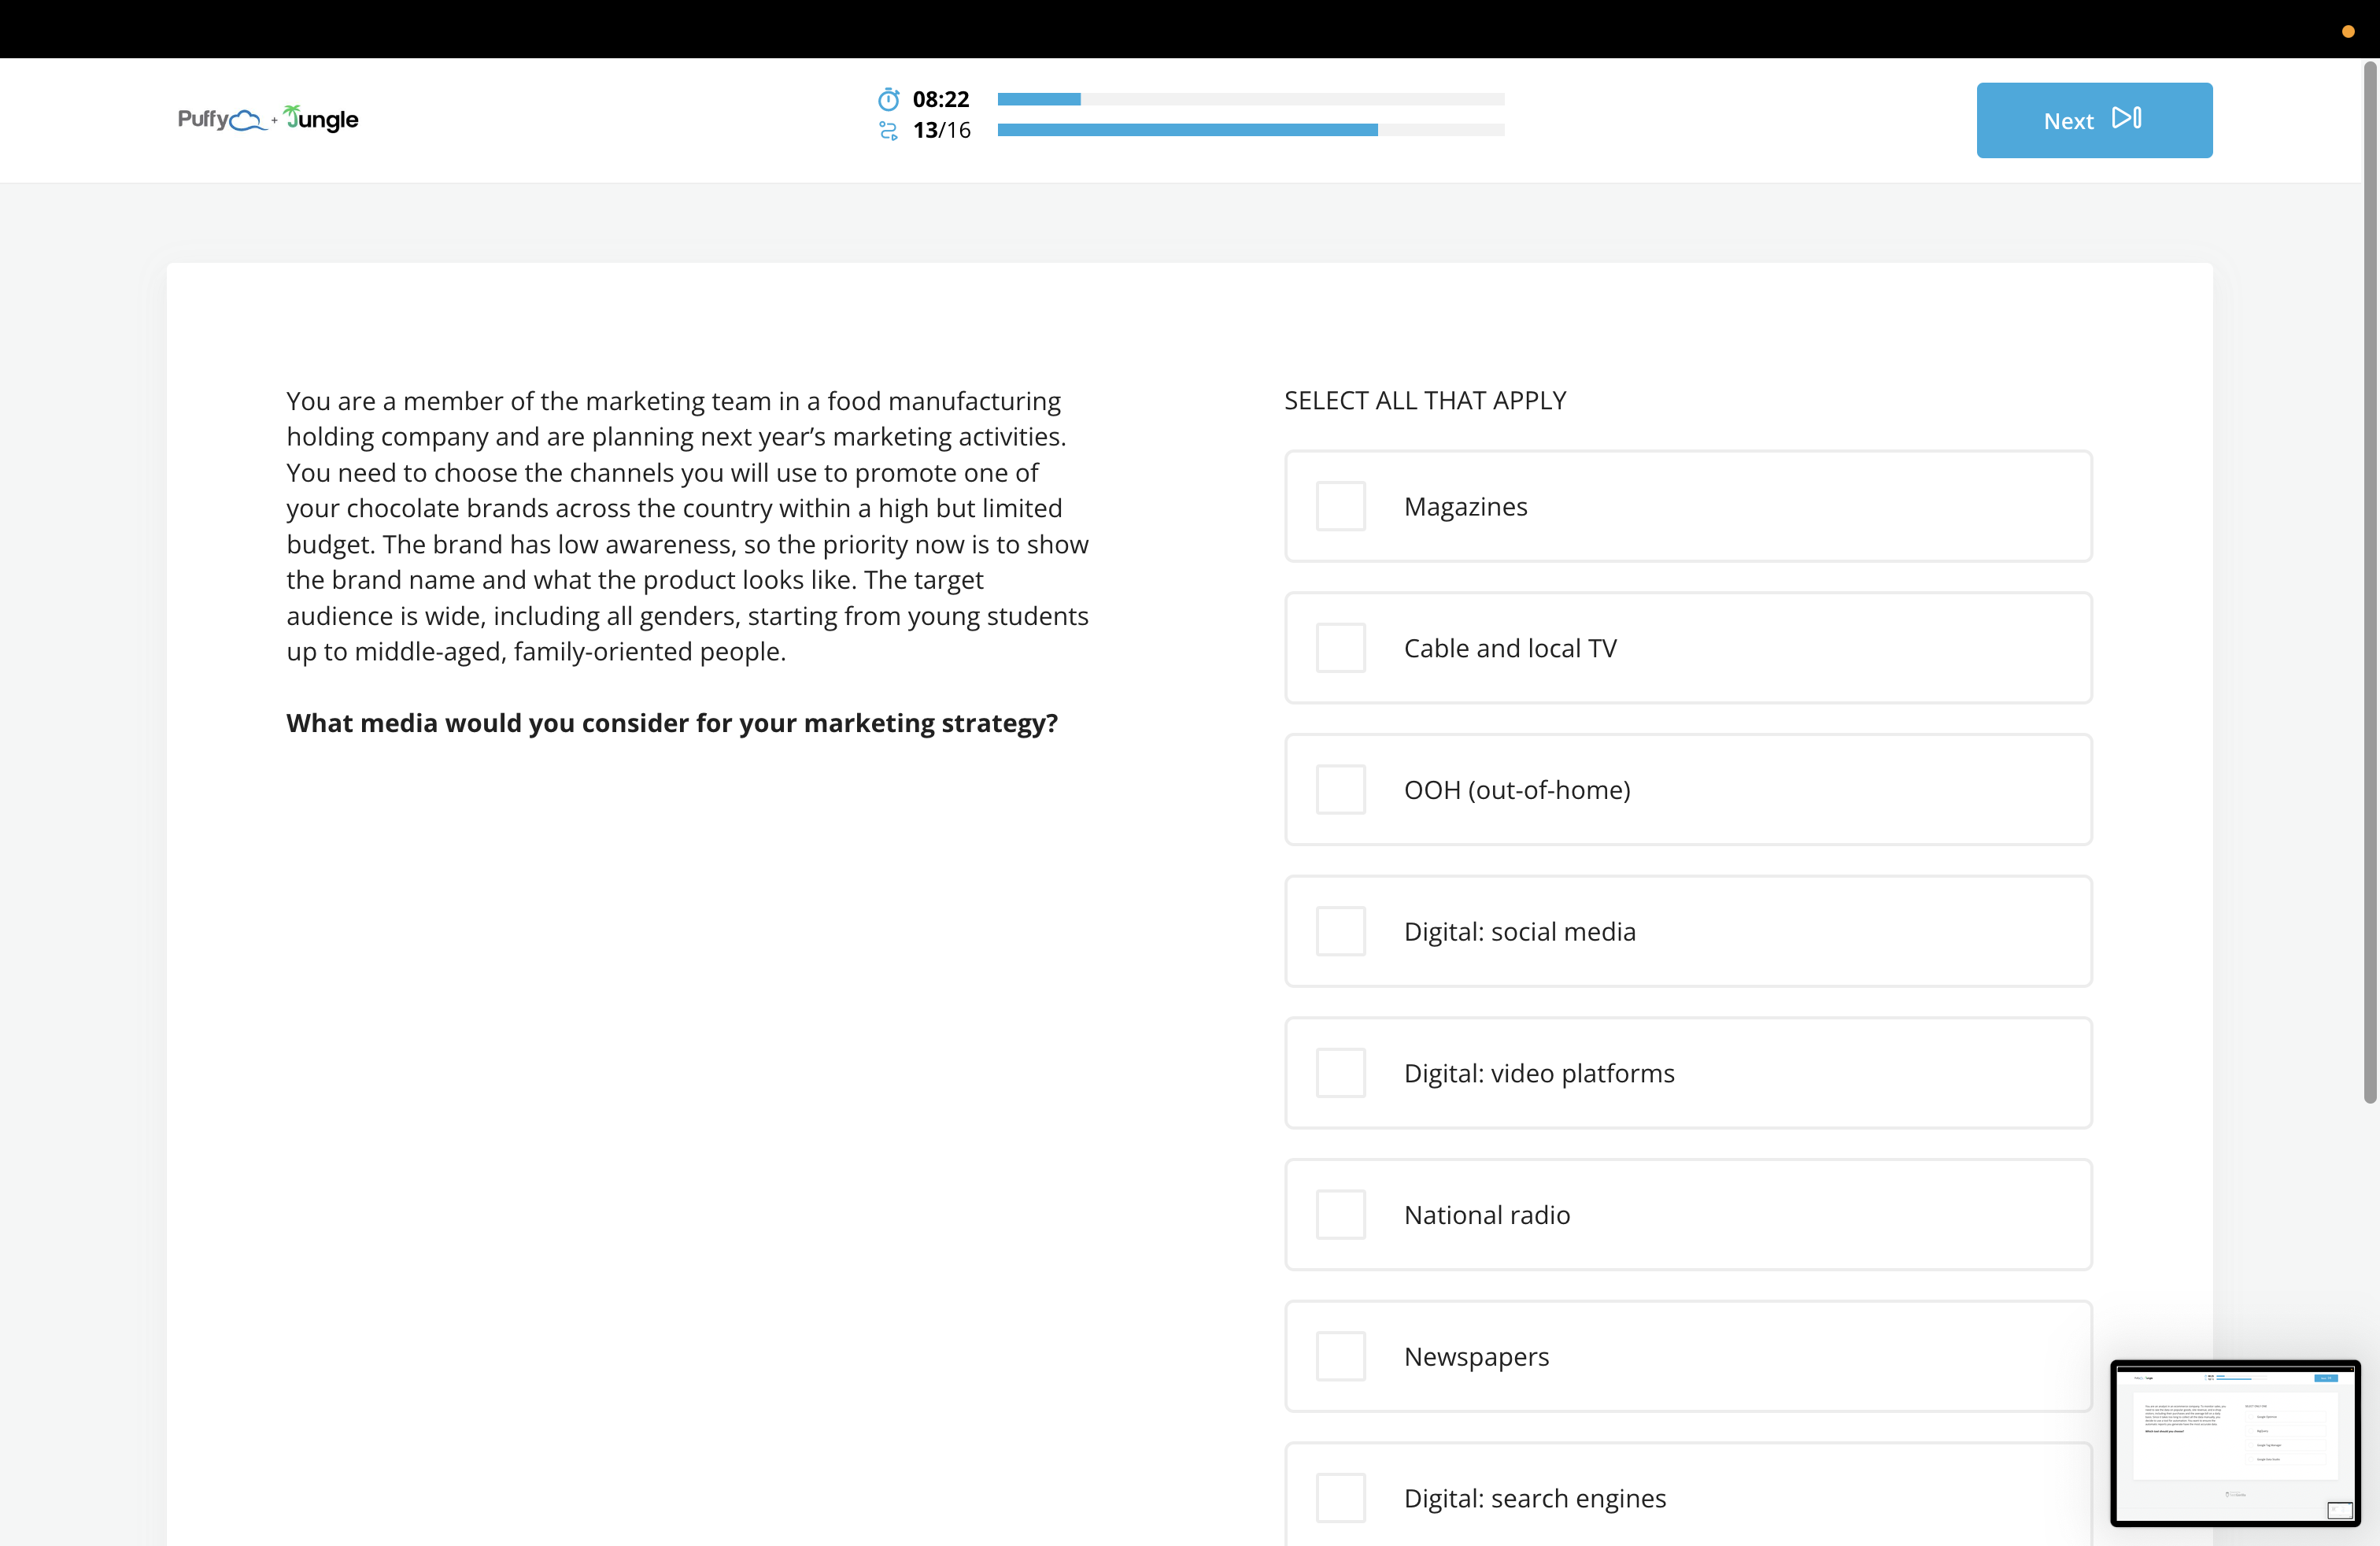 Puffy + Jungle
08:22
13/16
Next
You are a member of the marketing team in a food manufacturing
holding company and are planning next year’s marketing activities.
You need to choose the channels you will use to promote one of
your chocolate brands across the country within a high but limited
budget. The brand has low awareness, so the priority now is to show
the brand name and what the product looks like. The target
audience is wide, including all genders, starting from young students
up to middle-aged, family-oriented people.
What media would you consider for your marketing strategy?
SELECT ALL THAT APPLY
Magazines
Cable and local TV
OOH (out-of-home)
Digital: social media
Digital: video platforms
National radio
Newspapers
Digital: search engines